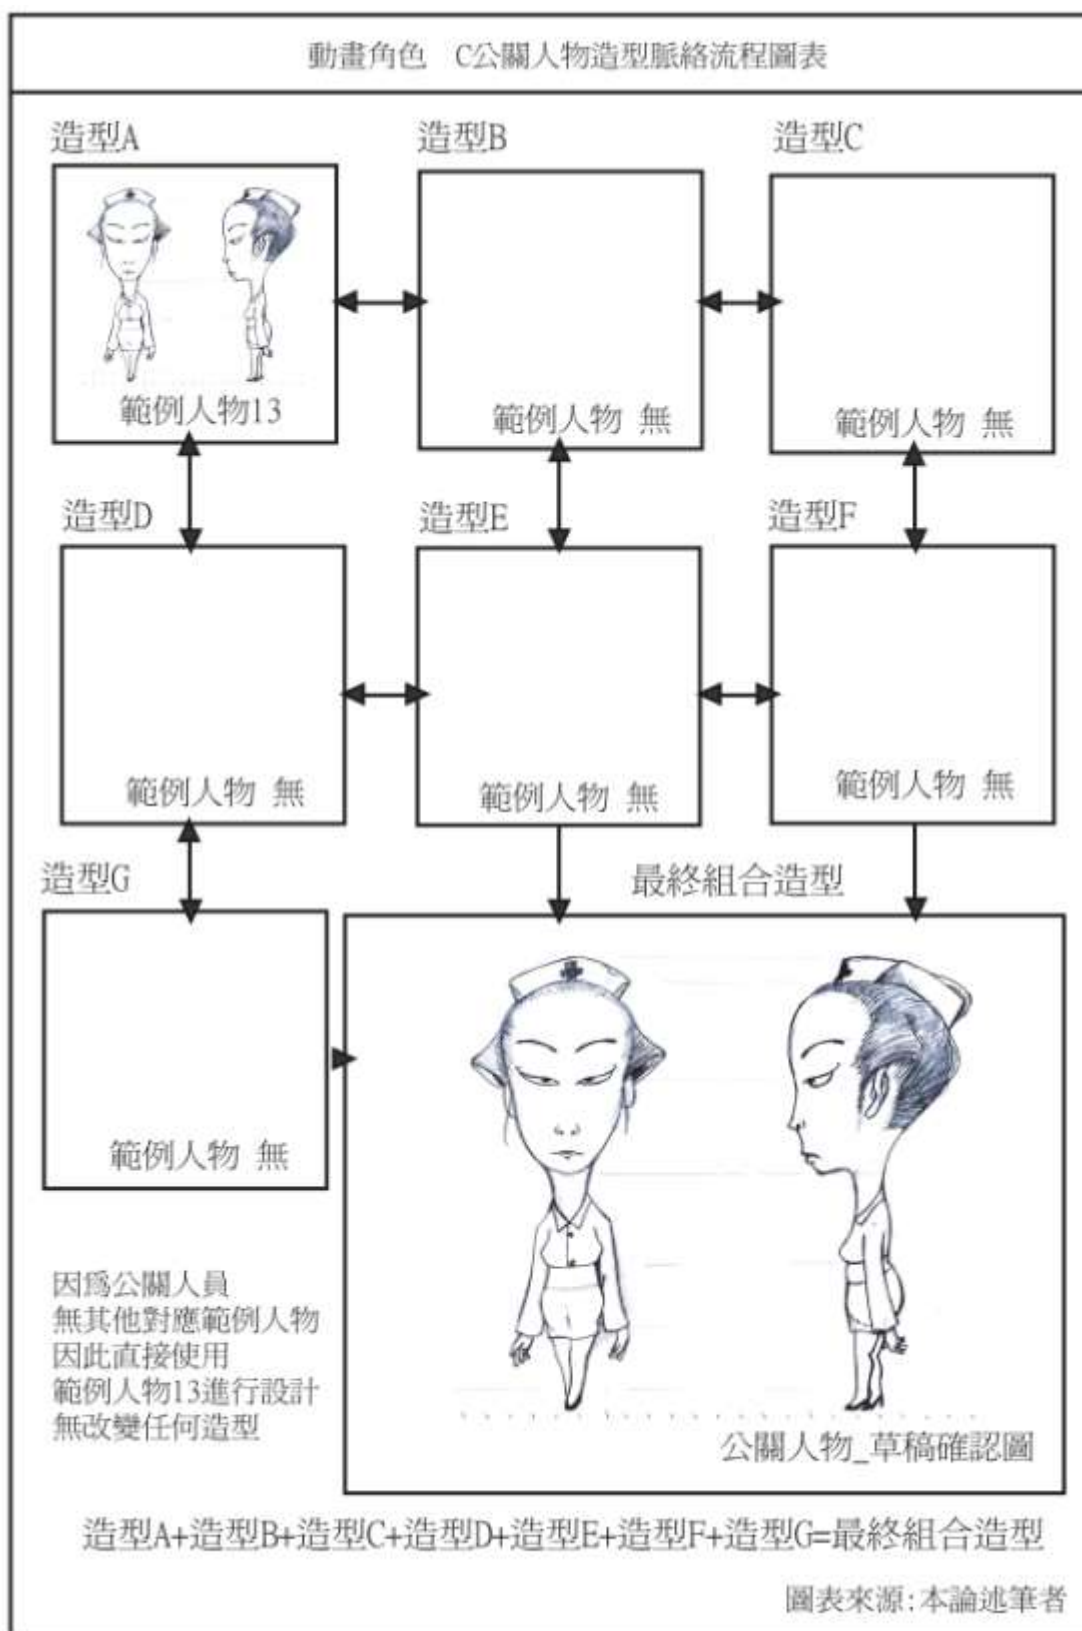 動畫角色 C公關人物造型脈絡流程圖表
造型A
造型B
造型C
範例人物13
範例人物 無
範例人物 無
造型D
造型E
造型F
範例人物 無
範例人物 無
範例人物 無
造型G
最終組合造型
範例人物 無
因爲公關人員
無其他對應範例人物
因此直接使用
範例人物13進行設計
無改變任何造型
公關人物_草稿確認圖
造型A+造型B+造型C+造型D+造型E+造型F+造型G=最終組合造型
圖表來源:本論述筆者